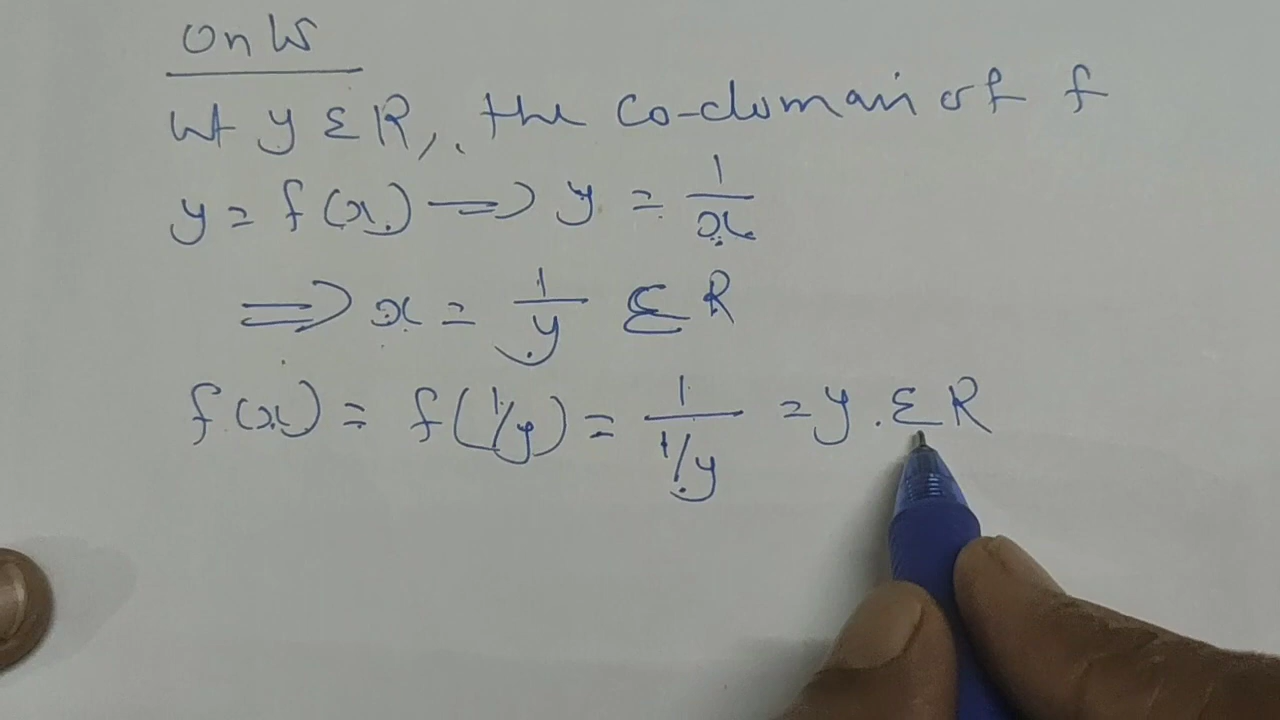 onto
Let y ∈ R, the co-domain of f
y = f(x) ⟹ y = 1/x
⟹ x = 1/y ∈ R
f(x) = f(1/y) = 1/(1/y) = y ∈ R